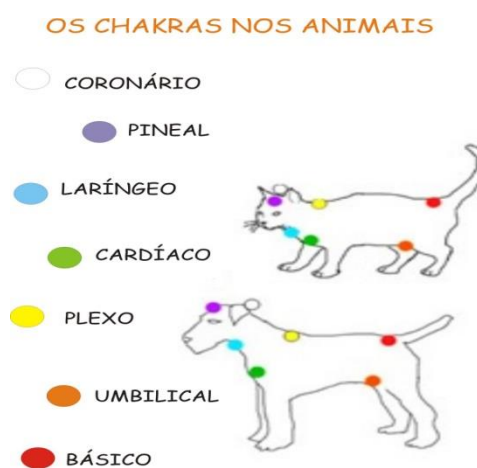 OS CHAKRAS NOS ANIMAIS
CORONÁRIO
PINEAL
LARÍNGEO
CARDÍACO
PLEXO
UMBILICAL
BÁSICO